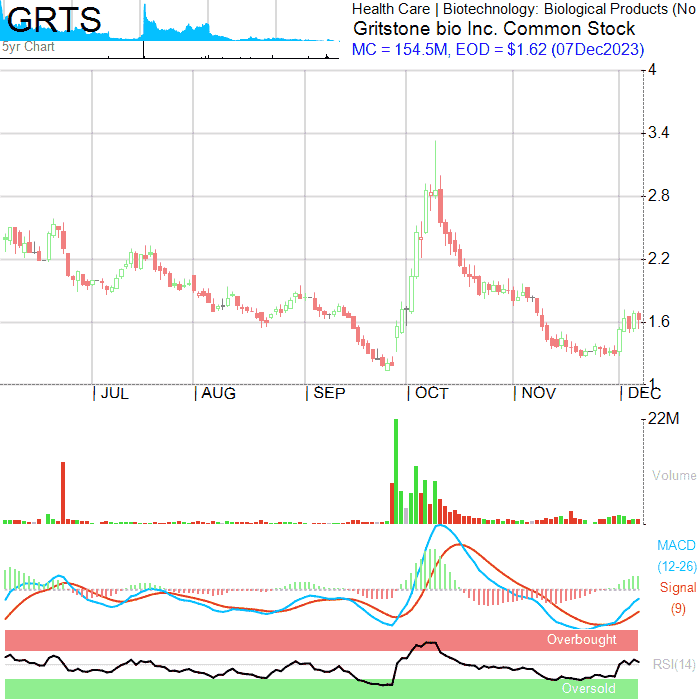 GRTS
5yr Chart
Health Care | Biotechnology: Biological Products (No
Gritstone bio Inc. Common Stock
MC = 154.5M, EOD = $1.62 (07Dec2023)
4
3.4
2.8
2.2
1.6
1
JUL
AUG
SEP
OCT
NOV
DEC
22M
Volume
MACD
(12-26)
Signal
(9)
Overbought
RSI(14)
Oversold